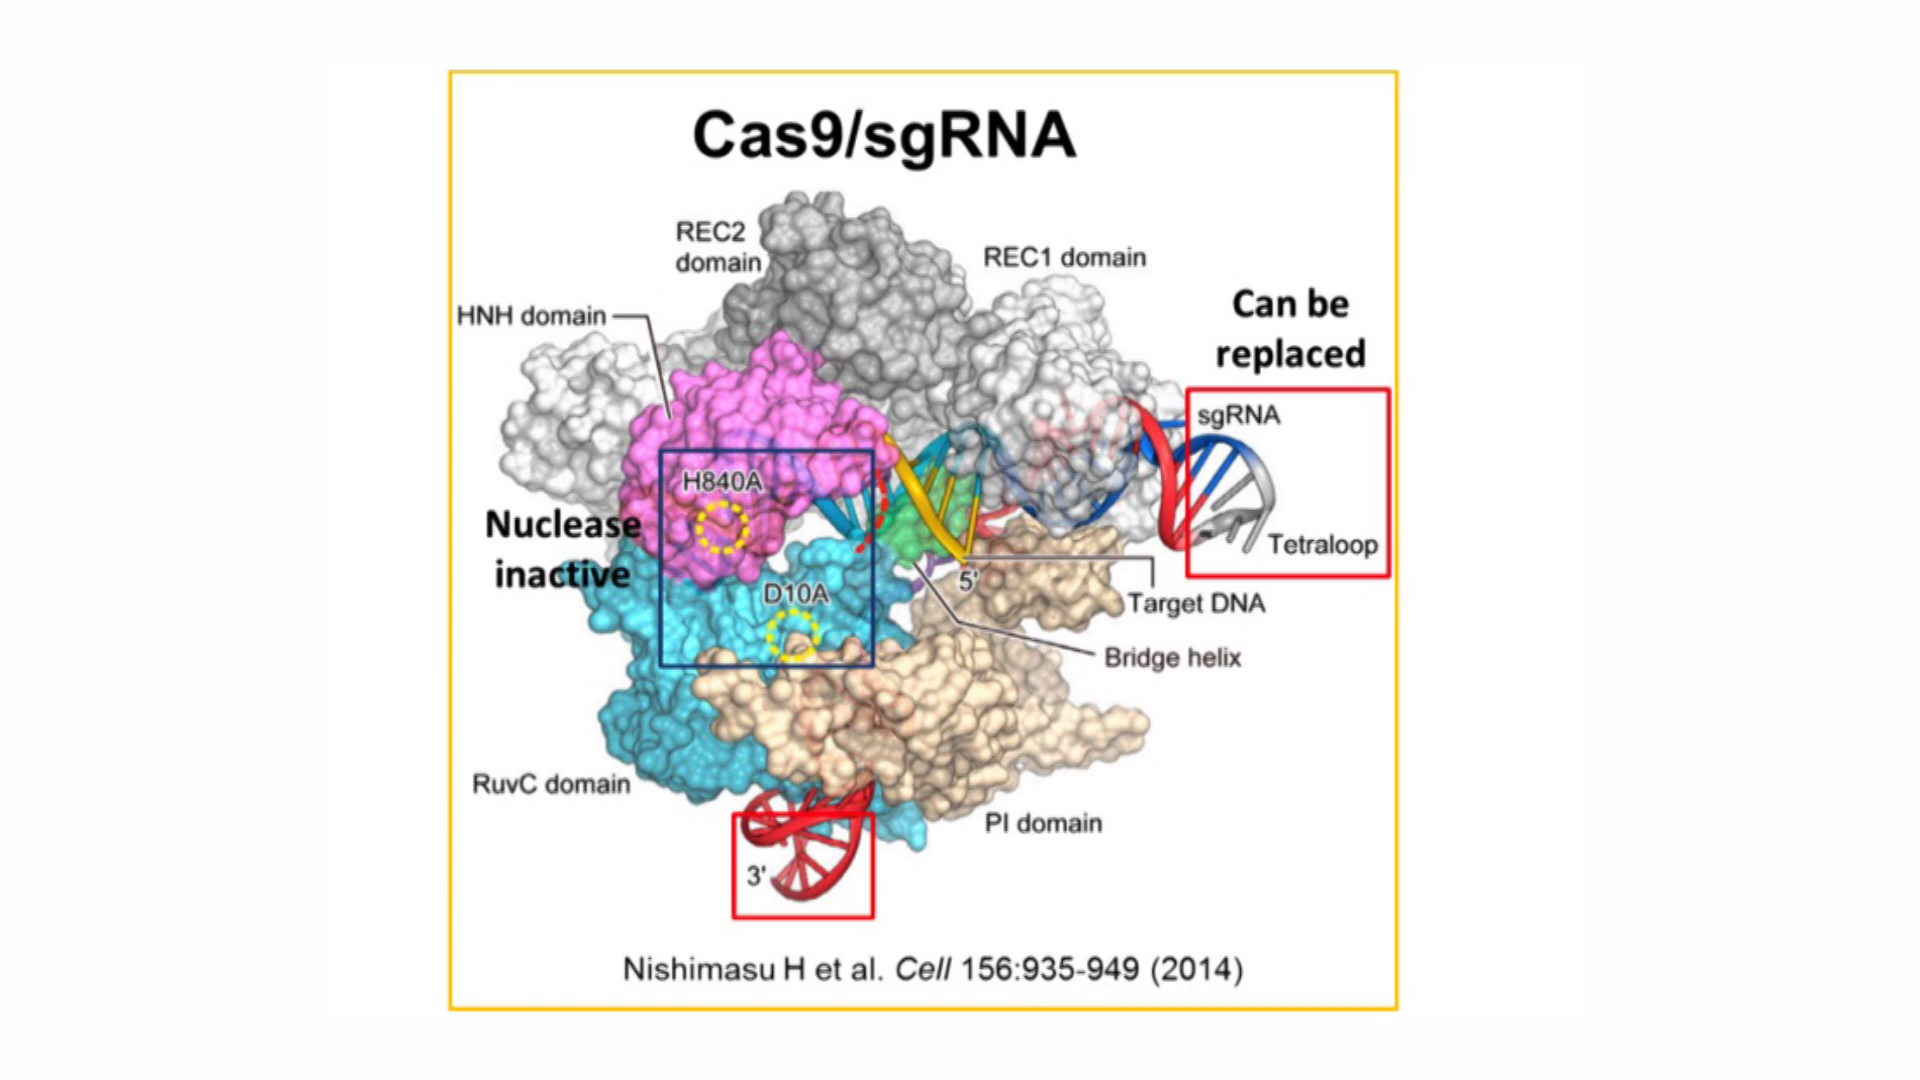 Cas9/sgRNA
REC2
domain
REC1 domain
HNH domain
Can be
replaced
sgRNA
H840A
Nuclease
inactive
Tetraloop
5'
D10A
Target DNA
Bridge helix
RuvC domain
PI domain
3'
Nishimasu H et al. Cell 156:935-949 (2014)